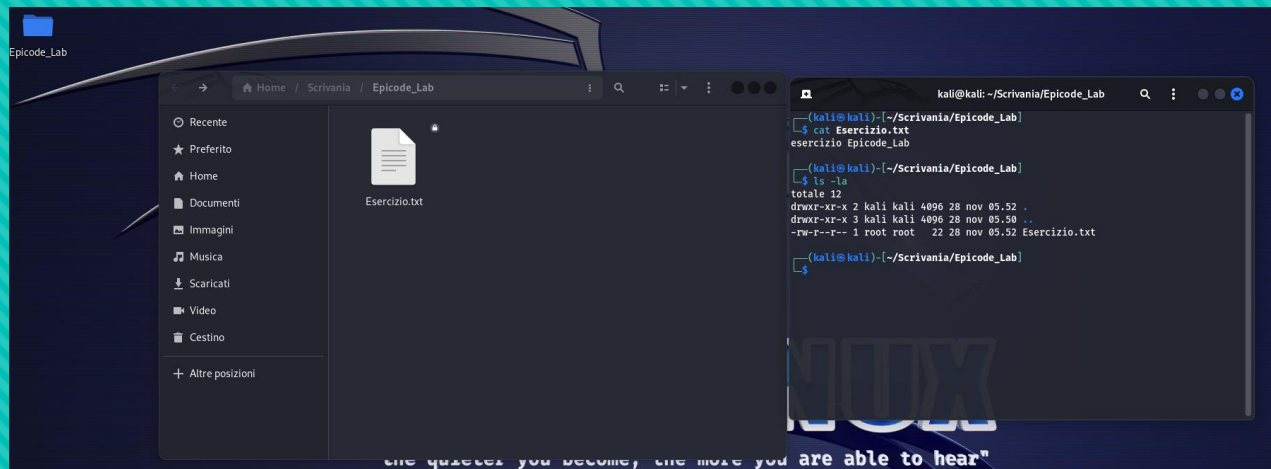 Epicode_Lab
Home / Scrivania / Epicode_Lab
Recente
Preferito
Home
Documenti
Immagini
Musica
Scaricati
Video
Cestino
Altre posizioni
Esercizio.txt
kali@kali: ~/Scrivania/Epicode_Lab
(kali㉿kali)-[~/Scrivania/Epicode_Lab]
$ cat Esercizio.txt
esercizio Epicode_Lab
(kali㉿kali)-[~/Scrivania/Epicode_Lab]
$ ls -la
totale 12
drwxr-xr-x 2 kali kali 4096 28 nov 05.52 .
drwxr-xr-x 3 kali kali 4096 28 nov 05.50 ..
-rw-r--r-- 1 root root   22 28 nov 05.52 Esercizio.txt
(kali㉿kali)-[~/Scrivania/Epicode_Lab]
$
NUX
the quieter you become, the more you are able to hear"